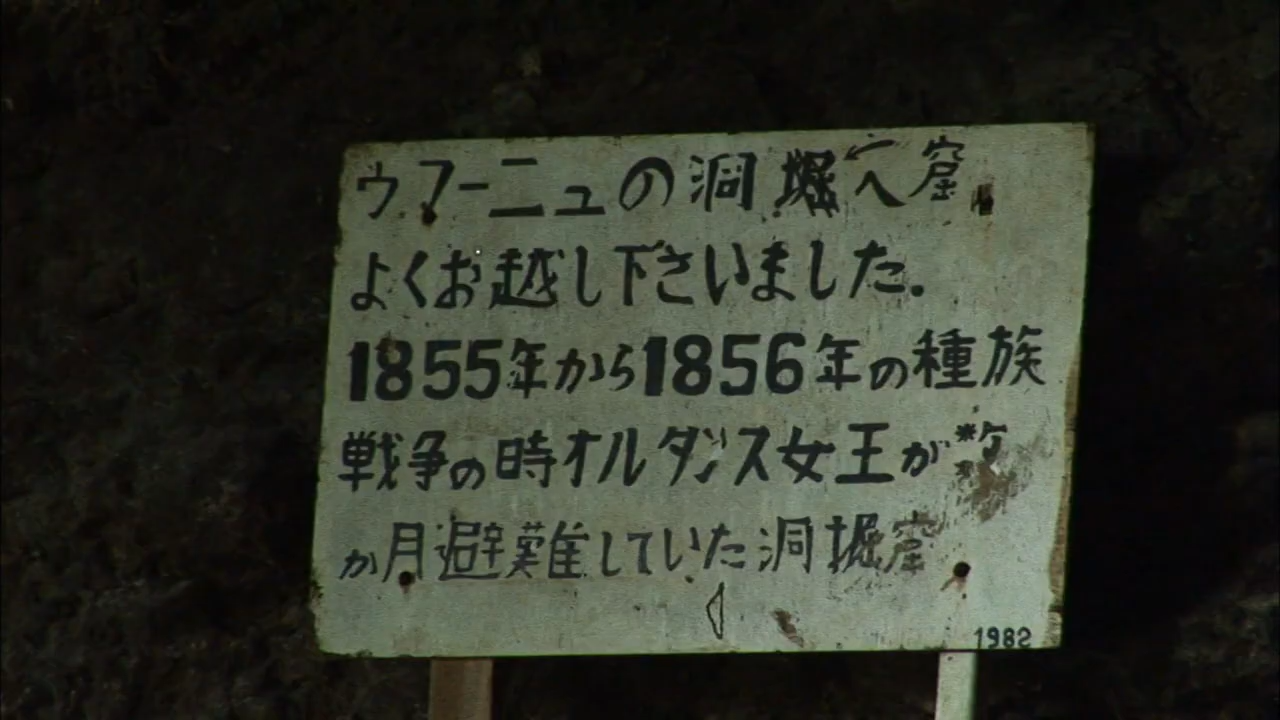 ウマーニュの洞堀へ窟
よくお越し下さいました.
1855年から1856年の種族
戦争の時オルタンス女王が数
か月避難していた洞堀窟
1982